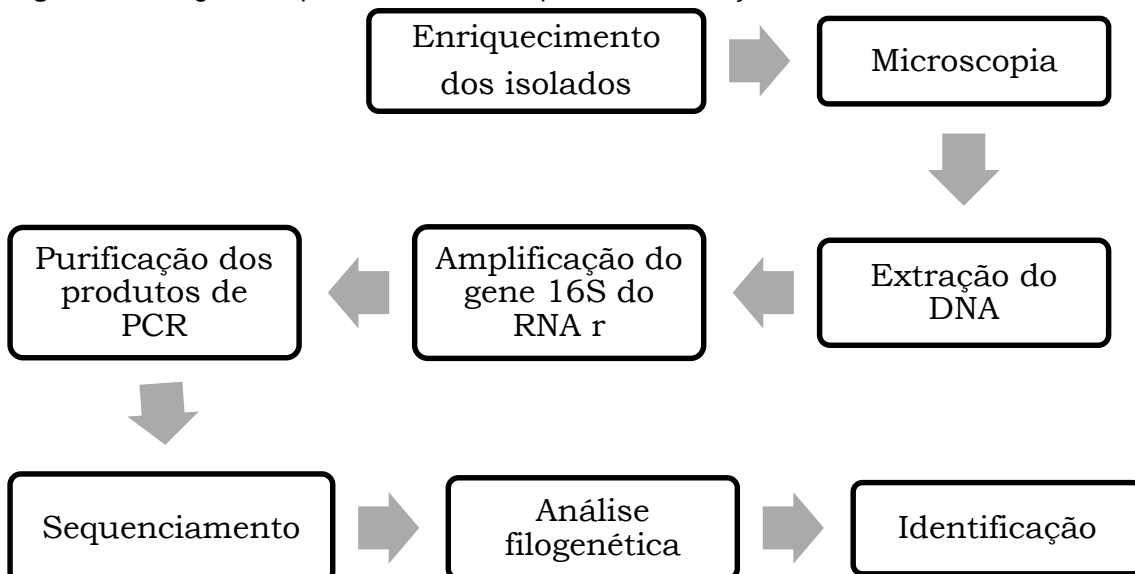 Enriquecimento
dos isolados
Microscopia
Extração do
DNA
Amplificação do
gene 16S do
RNA r
Purificação dos
produtos de
PCR
Sequenciamento
Análise
filogenética
Identificação